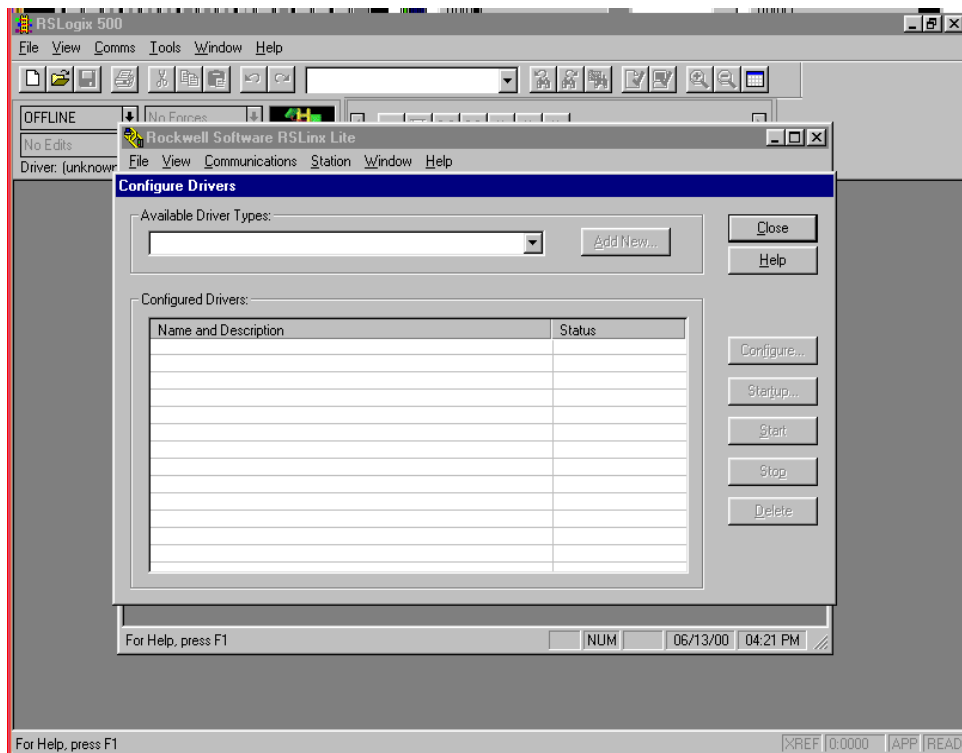 RSLogix 500
File View Comms Tools Window Help
OFFLINE
No Forces
No Edits
Driver: (unknown
Rockwell Software RSLinx Lite
File View Communications Station Window Help
Configure Drivers
Available Driver Types:
Add New...
Close
Help
Configured Drivers:
Name and Description Status
Configure...
Startup...
Start
Stop
Delete
For Help, press F1 NUM 06/13/00 04:21 PM
For Help, press F1 XREF 0:0000 APP READ